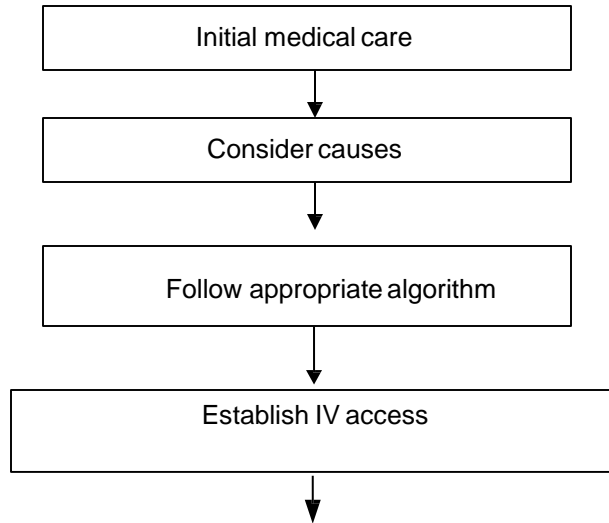 Initial medical care
Consider causes
Follow appropriate algorithm
Establish IV access